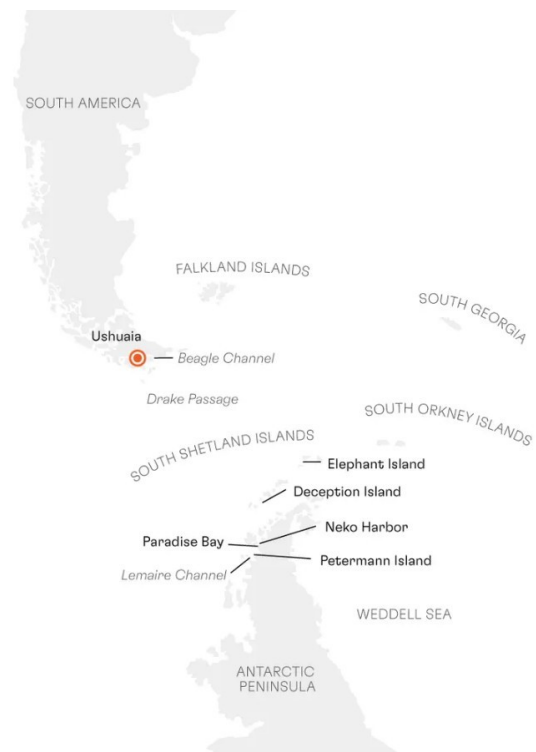 SOUTH AMERICA
FALKLAND ISLANDS
SOUTH GEORGIA
Ushuaia
Beagle Channel
Drake Passage
SOUTH ORKNEY ISLANDS
SOUTH SHETLAND ISLANDS
Elephant Island
Deception Island
Neko Harbor
Paradise Bay
Petermann Island
Lemaire Channel
WEDDELL SEA
ANTARCTIC
PENINSULA